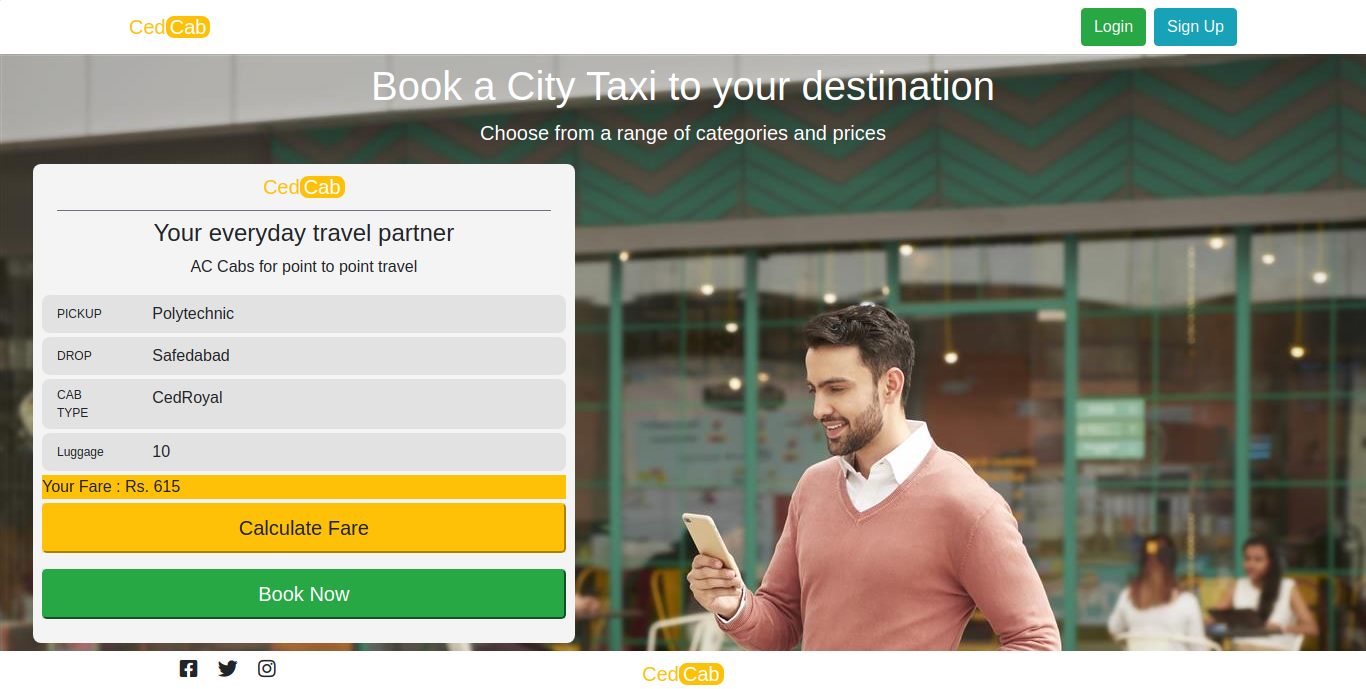 CedCab
Login
Sign Up
Book a City Taxi to your destination
Choose from a range of categories and prices
CedCab
Your everyday travel partner
AC Cabs for point to point travel
PICKUP Polytechnic
DROP Safedabad
CAB TYPE CedRoyal
Luggage 10
Your Fare : Rs. 615
Calculate Fare
Book Now
CedCab